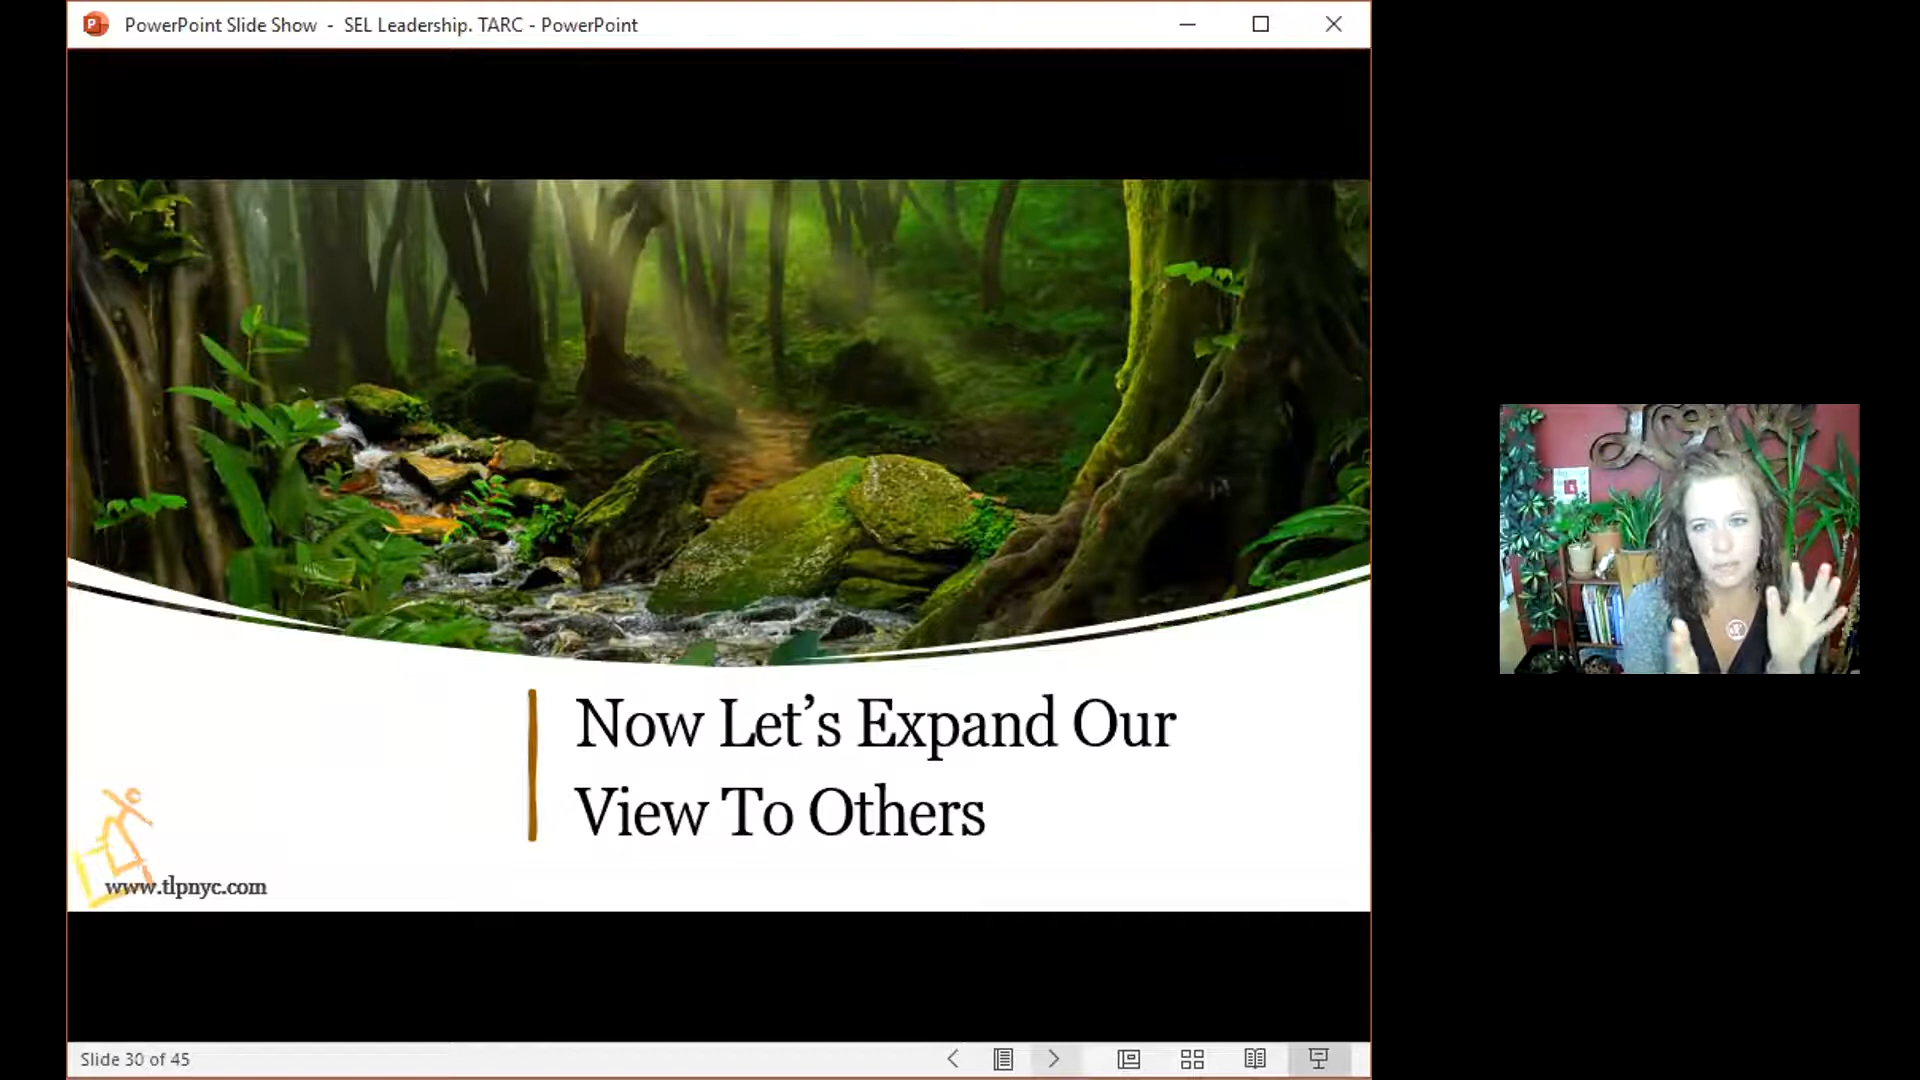 PowerPoint Slide Show - SEL Leadership. TARC - PowerPoint
Now Let’s Expand Our
View To Others
www.tlpnyc.com
Slide 30 of 45